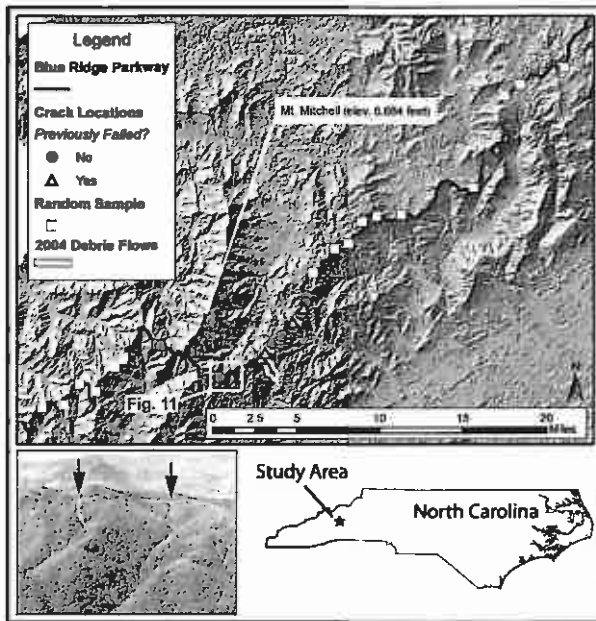 Legend
Blue Ridge Parkway
Crack Locations
Previously Failed?
No
Yes
Random Sample
2004 Debris Flows
Mt. Mitchell (elev. 6,684 feet)
Fig. 11
N
0 2.5 5 10 15 20
Miles
Study Area
North Carolina